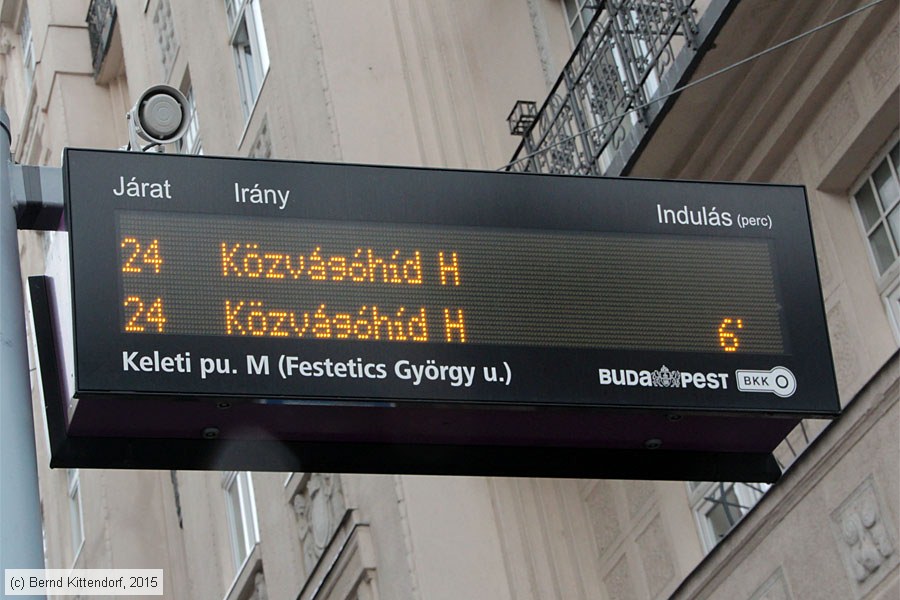 Járat Irány Indulás (perc)
24 Közvágóhíd H
24 Közvágóhíd H 6'
Keleti pu. M (Festetics György u.) BUDAPEST BKK
(c) Bernd Kittendorf, 2015